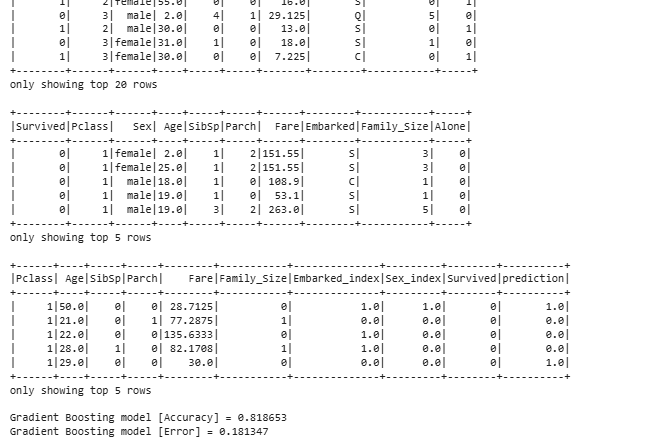 |       1|     2|female|55.0|    0|    0|   16.0|       S|          0|    1|
|       0|     3|  male| 2.0|    4|    1| 29.125|       Q|          5|    0|
|       1|     2|  male|30.0|    0|    0|   13.0|       S|          0|    1|
|       0|     3|female|31.0|    1|    0|   18.0|       S|          1|    0|
|       1|     3|female|30.0|    0|    0|  7.225|       C|          0|    1|
+--------+------+------+----+-----+-----+-------+--------+-----------+-----+
only showing top 20 rows
+--------+------+------+----+-----+-----+------+--------+-----------+-----+
|Survived|Pclass|   Sex| Age|SibSp|Parch|  Fare|Embarked|Family_Size|Alone|
+--------+------+------+----+-----+-----+------+--------+-----------+-----+
|       0|     1|female| 2.0|    1|    2|151.55|       S|          3|    0|
|       0|     1|female|25.0|    1|    2|151.55|       S|          3|    0|
|       0|     1|  male|18.0|    1|    0| 108.9|       C|          1|    0|
|       0|     1|  male|19.0|    1|    0|  53.1|       S|          1|    0|
|       0|     1|  male|19.0|    3|    2| 263.0|       S|          5|    0|
+--------+------+------+----+-----+-----+------+--------+-----------+-----+
only showing top 5 rows
+------+----+-----+-----+--------+-----------+--------------+---------+--------+----------+
|Pclass| Age|SibSp|Parch|    Fare|Family_Size|Embarked_index|Sex_index|Survived|prediction|
+------+----+-----+-----+--------+-----------+--------------+---------+--------+----------+
|     1|50.0|    0|    0| 28.7125|          0|           1.0|      1.0|       0|       1.0|
|     1|21.0|    0|    1| 77.2875|          1|           0.0|      0.0|       0|       0.0|
|     1|22.0|    0|    0|135.6333|          0|           1.0|      0.0|       0|       0.0|
|     1|28.0|    1|    0| 82.1708|          1|           1.0|      0.0|       0|       0.0|
|     1|29.0|    0|    0|    30.0|          0|           0.0|      0.0|       0|       1.0|
+------+----+-----+-----+--------+-----------+--------------+---------+--------+----------+
only showing top 5 rows
Gradient Boosting model [Accuracy] = 0.818653
Gradient Boosting model [Error] = 0.181347